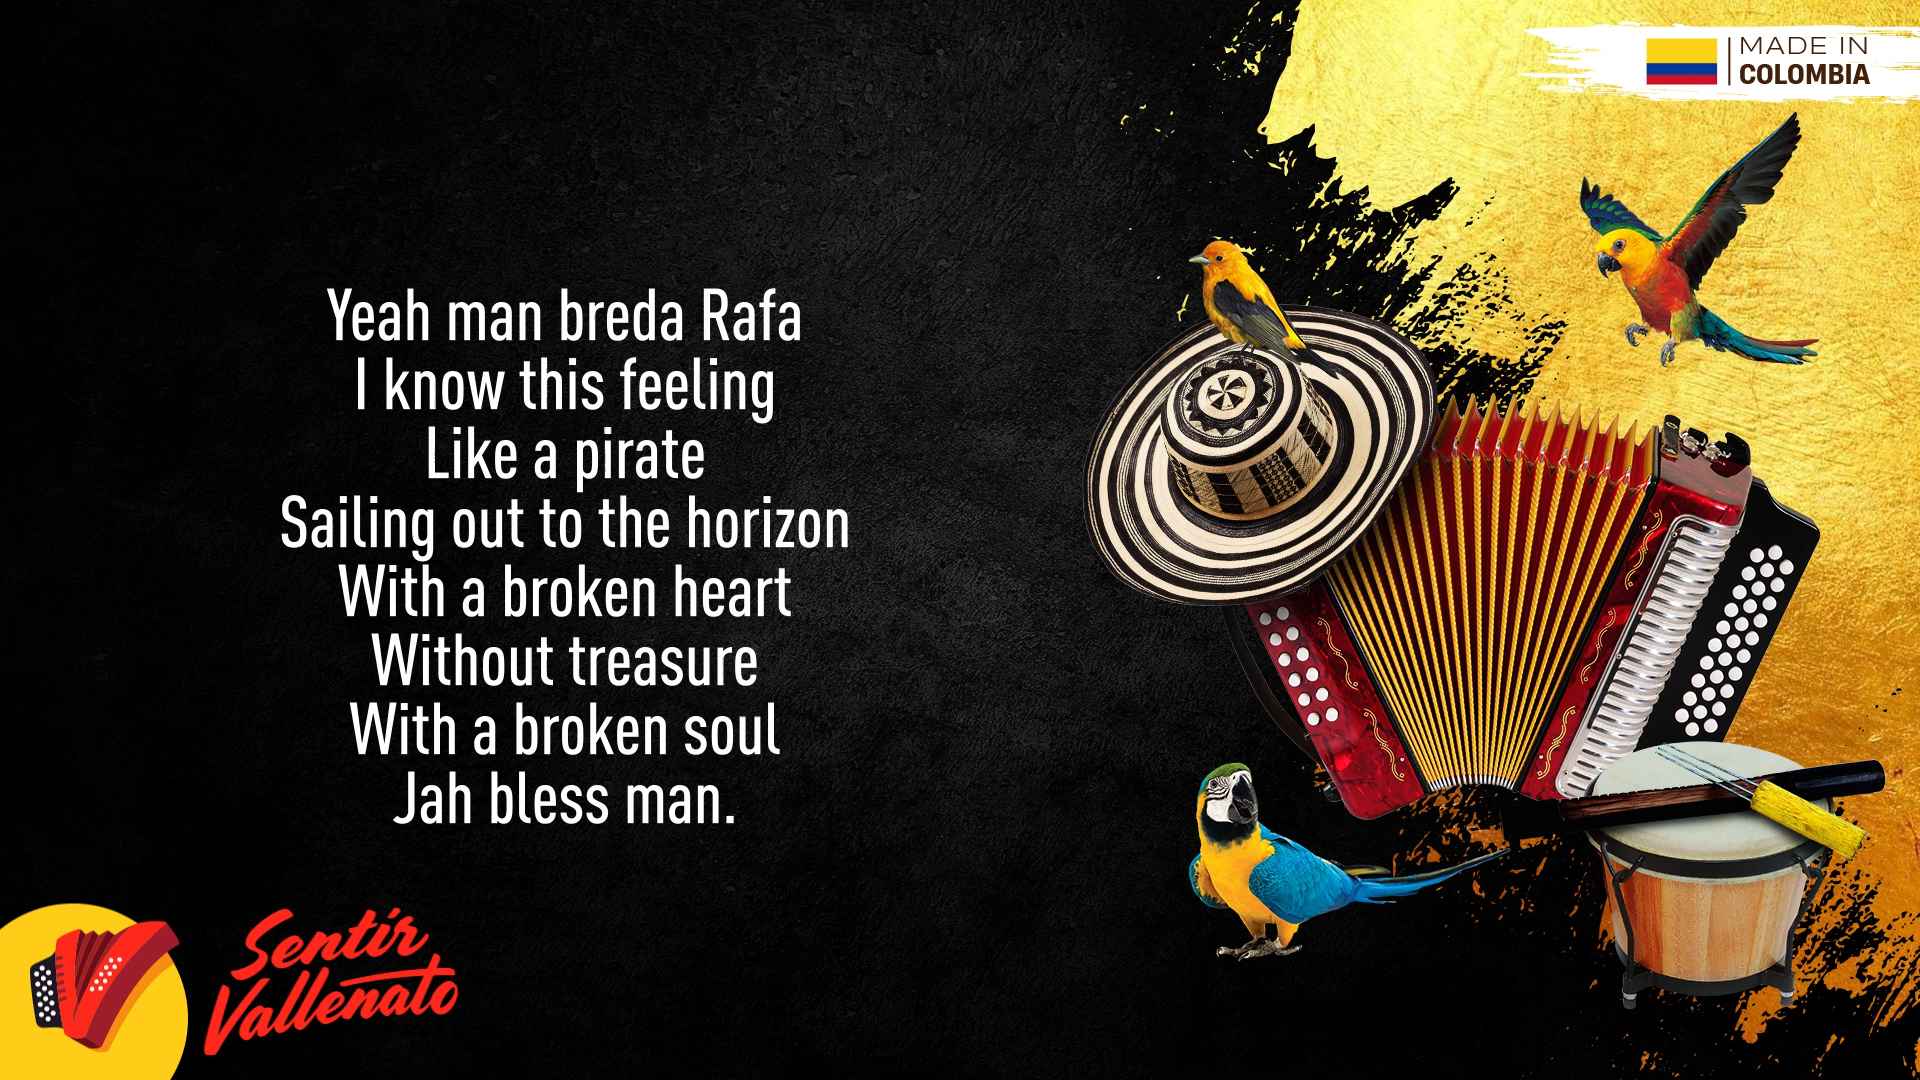 MADE IN
COLOMBIA
Yeah man breda Rafa
I know this feeling
Like a pirate
Sailing out to the horizon
With a broken heart
Without treasure
With a broken soul
Jah bless man.
Sentir
Vallenato